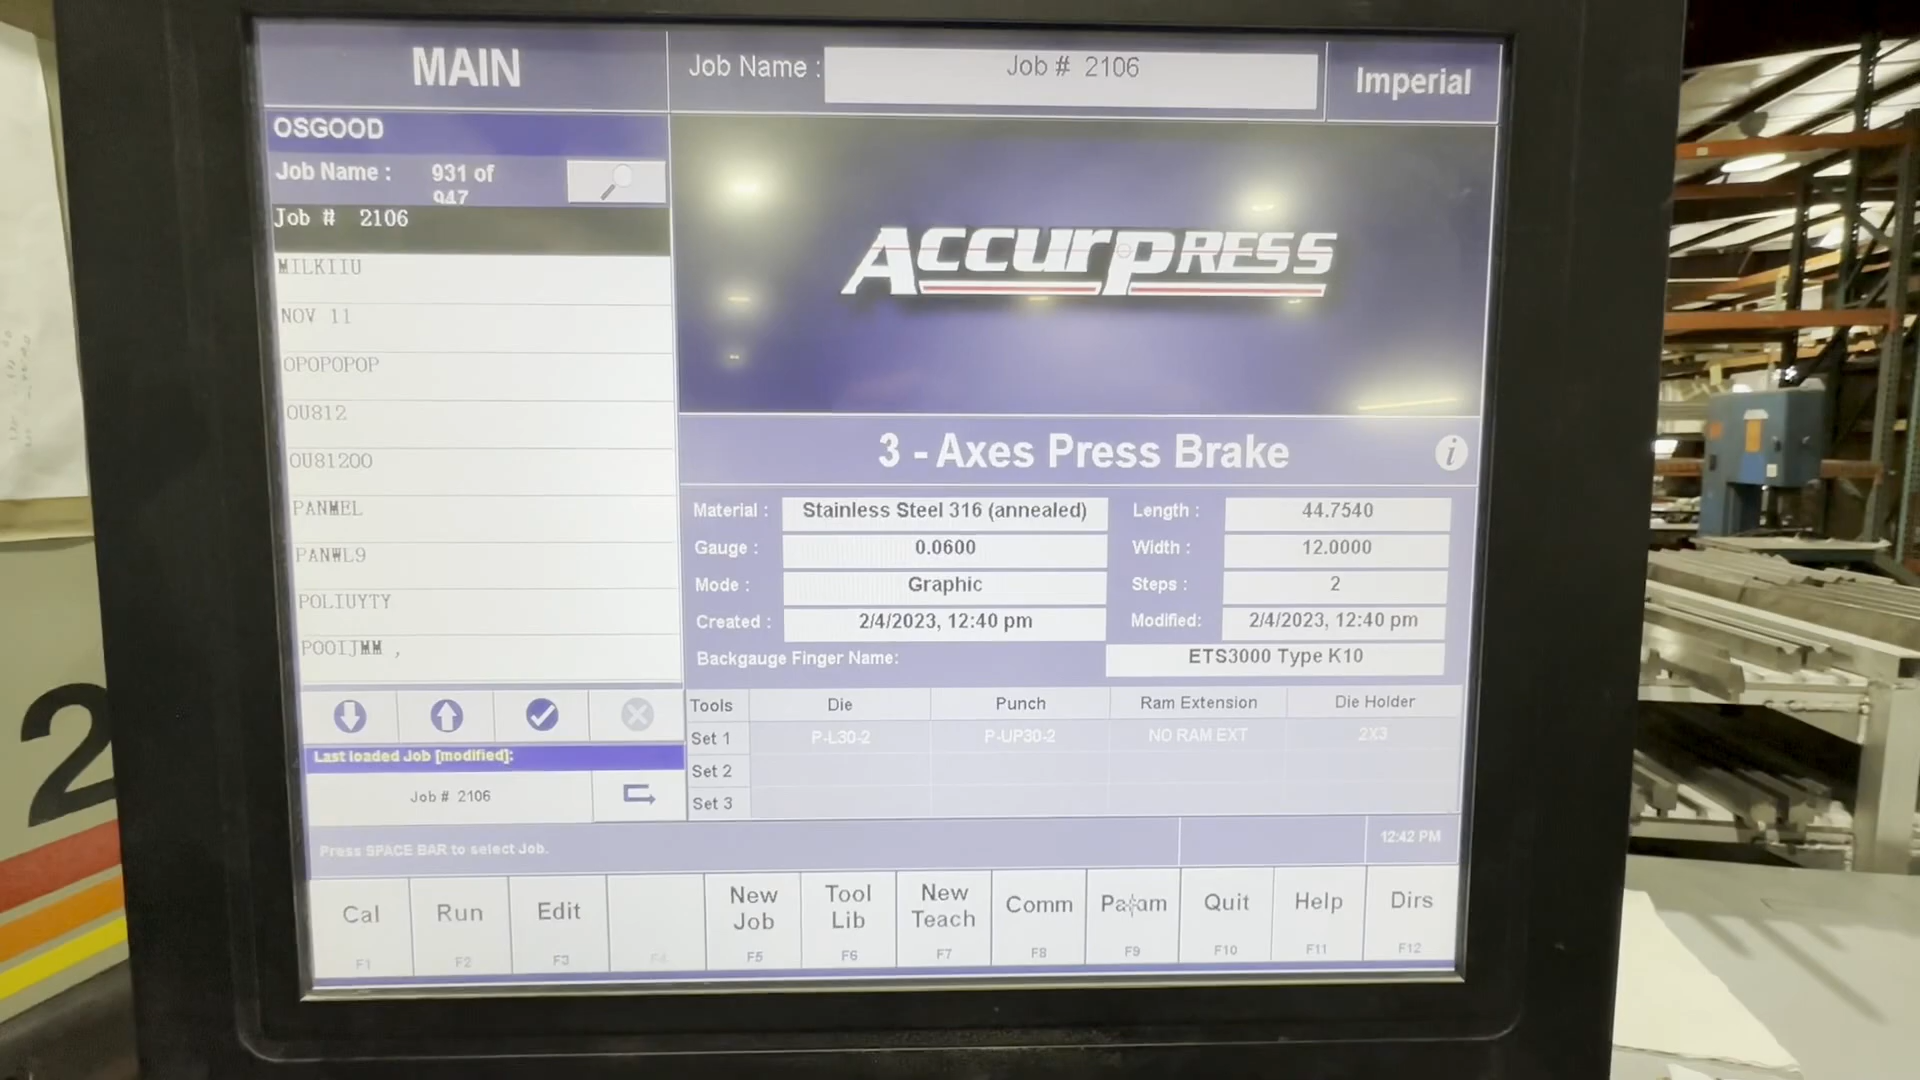 MAIN
Job Name :
Job # 2106
Imperial
OSGOOD
Job Name : 931 of
947
Job # 2106
MILKIIU
NOV 11
OPOPOPOP
OU812
OU81200
PANMEL
PANWL9
POLIUYTY
POOIJMM ,
Last loaded Job [modified]:
Job # 2106
ACCURPRESS
3 - Axes Press Brake
i
Material : Stainless Steel 316 (annealed) Length : 44.7540
Gauge : 0.0600 Width : 12.0000
Mode : Graphic Steps : 2
Created : 2/4/2023, 12:40 pm Modified: 2/4/2023, 12:40 pm
Backgauge Finger Name: ETS3000 Type K10
Tools Die Punch Ram Extension Die Holder
Set 1 P-L30-2 P-UP30-2 NO RAM EXT 2X3
Set 2
Set 3
Press SPACE BAR to select Job.
12:42 PM
Cal F1
Run F2
Edit F3
F4
New Job F5
Tool Lib F6
New Teach F7
Comm F8
Param F9
Quit F10
Help F11
Dirs F12
2